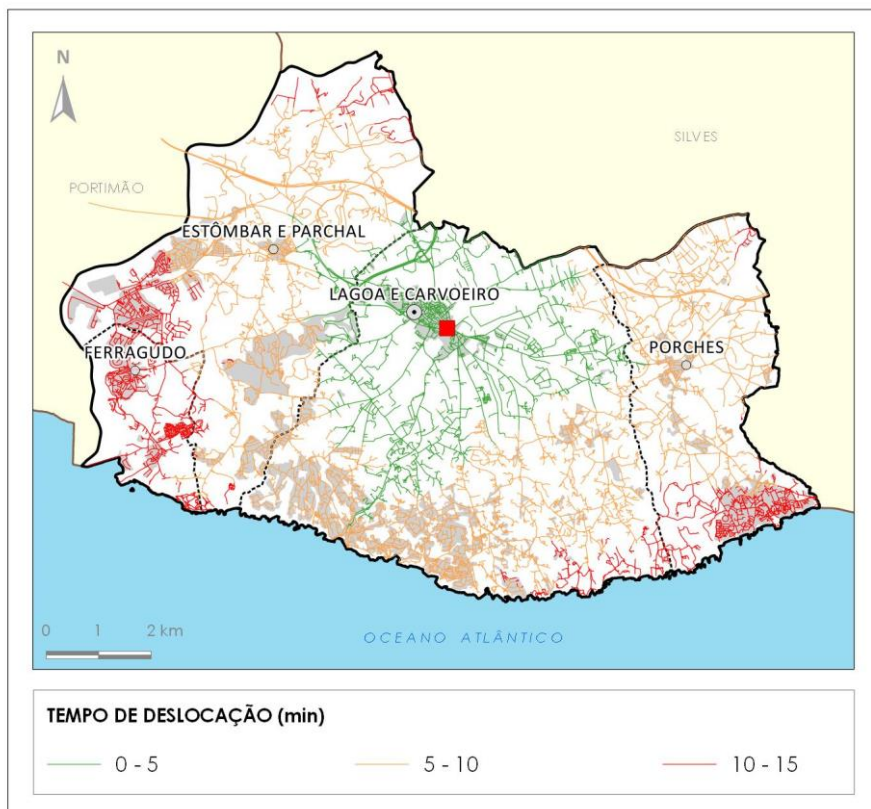 N
SILVES
PORTIMÃO
ESTÔMBAR E PARCHAL
LAGOA E CARVOEIRO
FERRAGUDO
PORCHES
0 1 2 km
OCEANO ATLÂNTICO
TEMPO DE DESLOCAÇÃO (min)
0 - 5 5 - 10 10 - 15